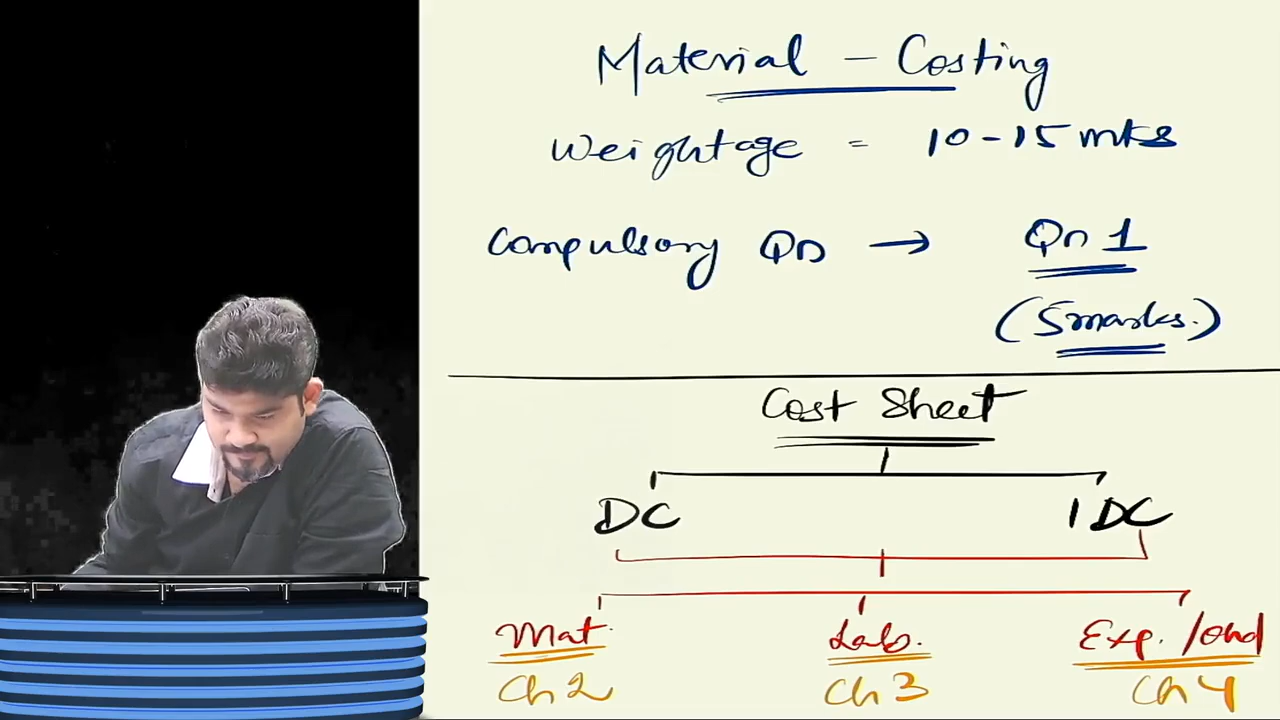 Material - Costing
Weightage = 10-15 mks
Compulsory Qn → Qn 1
(5 marks.)
Cost Sheet
DC IDC
Mat. Lab. Exp./Ohd
Ch 2 Ch 3 Ch 4